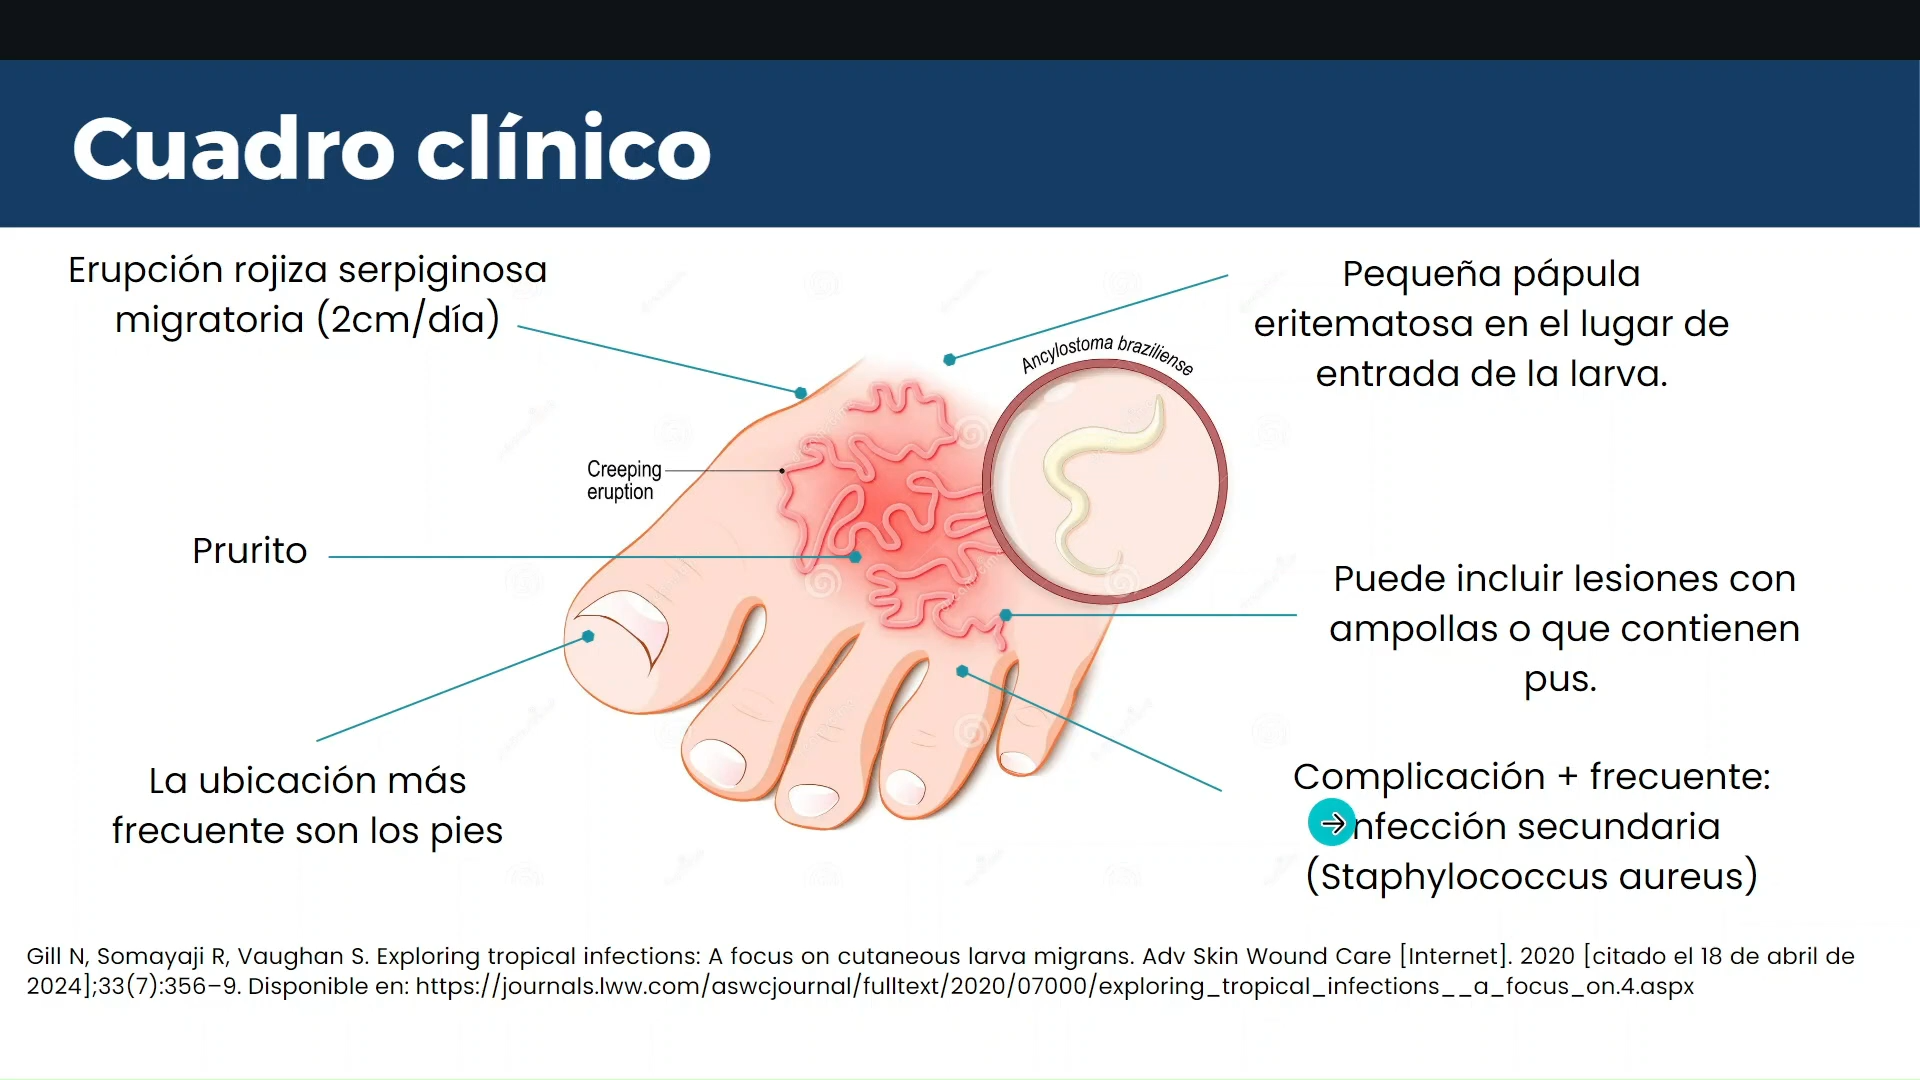 Cuadro clínico
Erupción rojiza serpiginosa
migratoria (2cm/día)
Pequeña pápula
eritematosa en el lugar de
entrada de la larva.
Ancylostoma braziliense
Creeping
eruption
Prurito
Puede incluir lesiones con
ampollas o que contienen
pus.
La ubicación más
frecuente son los pies
Complicación + frecuente:
nfección secundaria
(Staphylococcus aureus)
Gill N, Somayaji R, Vaughan S. Exploring tropical infections: A focus on cutaneous larva migrans. Adv Skin Wound Care [Internet]. 2020 [citado el 18 de abril de
2024];33(7):356–9. Disponible en: https://journals.lww.com/aswcjournal/fulltext/2020/07000/exploring_tropical_infections__a_focus_on.4.aspx